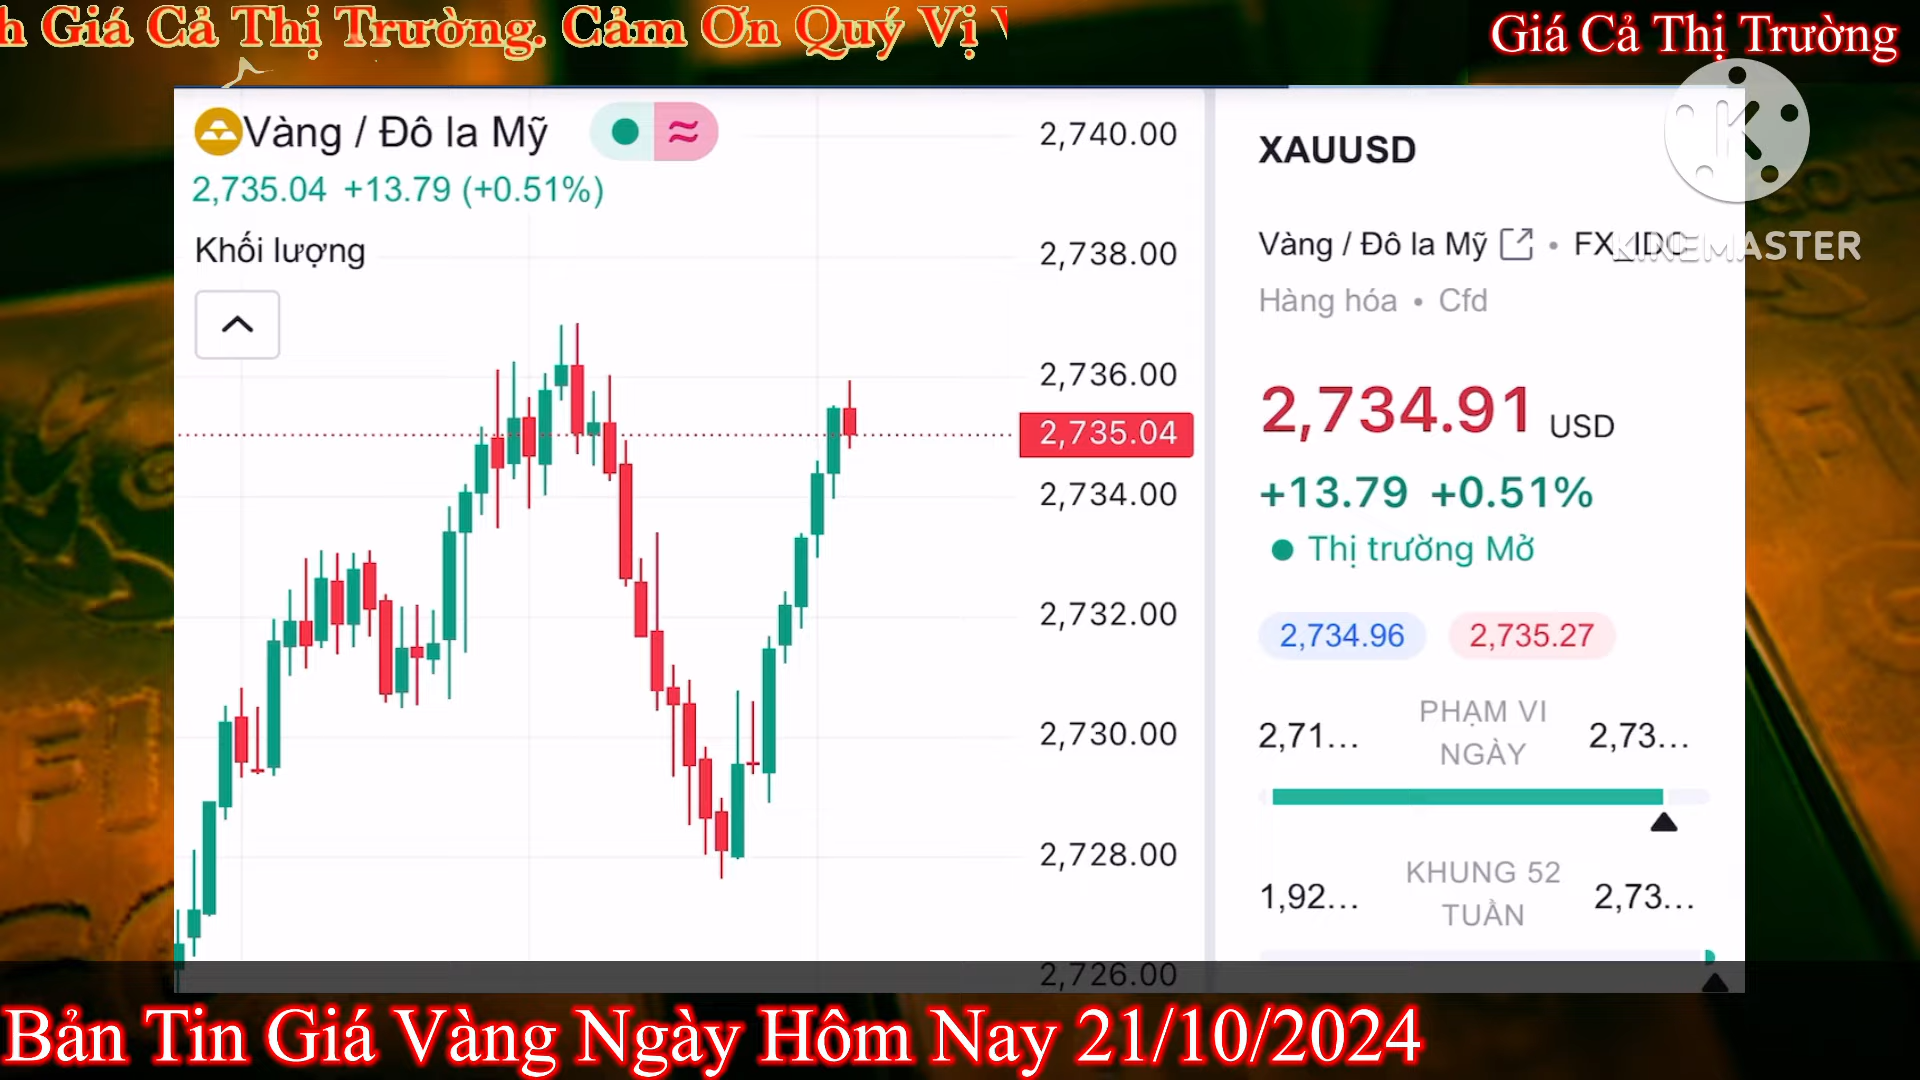 h Giá Cả Thị Trường. Cảm Ơn Quý Vị
Giá Cả Thị Trường
Vàng / Đô la Mỹ
2,735.04 +13.79 (+0.51%)
Khối lượng
2,740.00
2,738.00
2,736.00
2,735.04
2,734.00
2,732.00
2,730.00
2,728.00
2,726.00
XAUUSD
Vàng / Đô la Mỹ • FX_IDC
KINEMASTER
Hàng hóa • Cfd
2,734.91 USD
+13.79 +0.51%
Thị trường Mở
2,734.96 2,735.27
2,71... PHẠM VI NGÀY 2,73...
1,92... KHUNG 52 TUẦN 2,73...
Bản Tin Giá Vàng Ngày Hôm Nay 21/10/2024